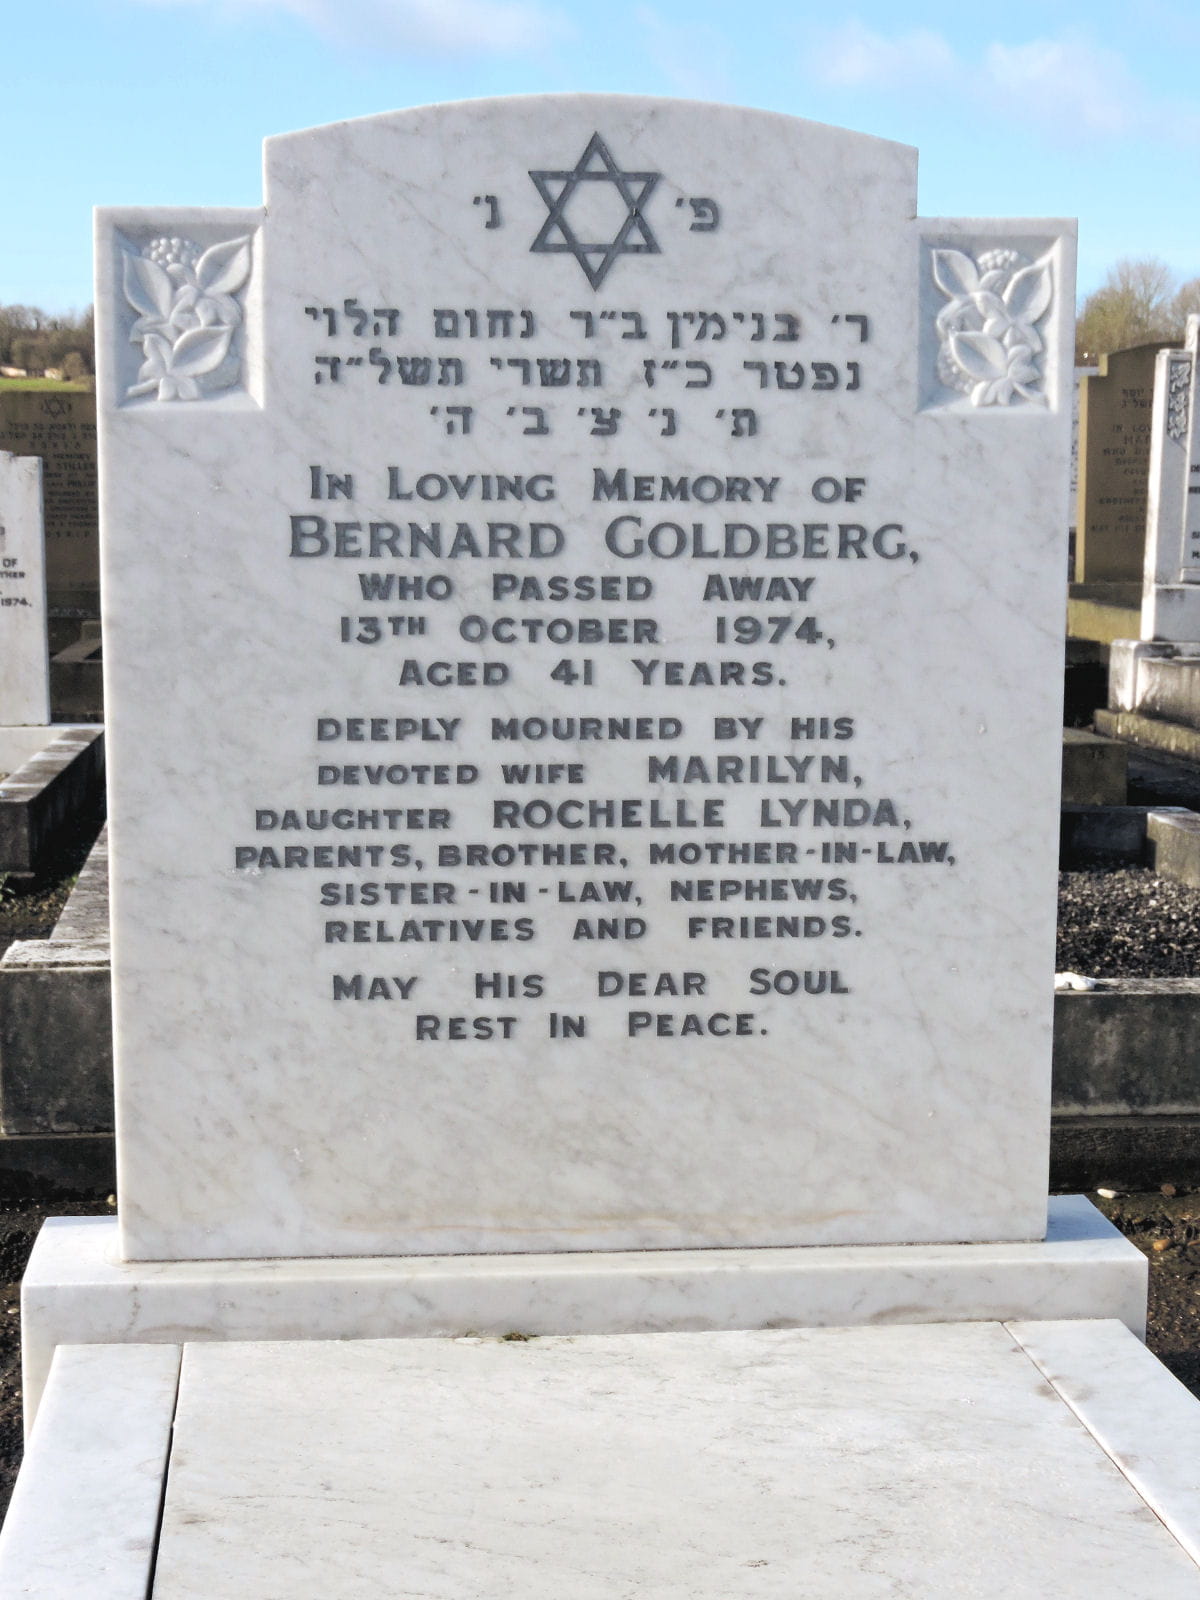 פ׳ נ׳
ר׳ בנימין ב״ר נחום הלוי
נפטר כ״ז תשרי תשל״ה
ת׳ נ׳ צ׳ ב׳ ה׳
IN LOVING MEMORY OF
BERNARD GOLDBERG,
WHO PASSED AWAY
13TH OCTOBER 1974,
AGED 41 YEARS.
DEEPLY MOURNED BY HIS
DEVOTED WIFE MARILYN,
DAUGHTER ROCHELLE LYNDA,
PARENTS, BROTHER, MOTHER-IN-LAW,
SISTER-IN-LAW, NEPHEWS,
RELATIVES AND FRIENDS.
MAY HIS DEAR SOUL
REST IN PEACE.
OF
1974,